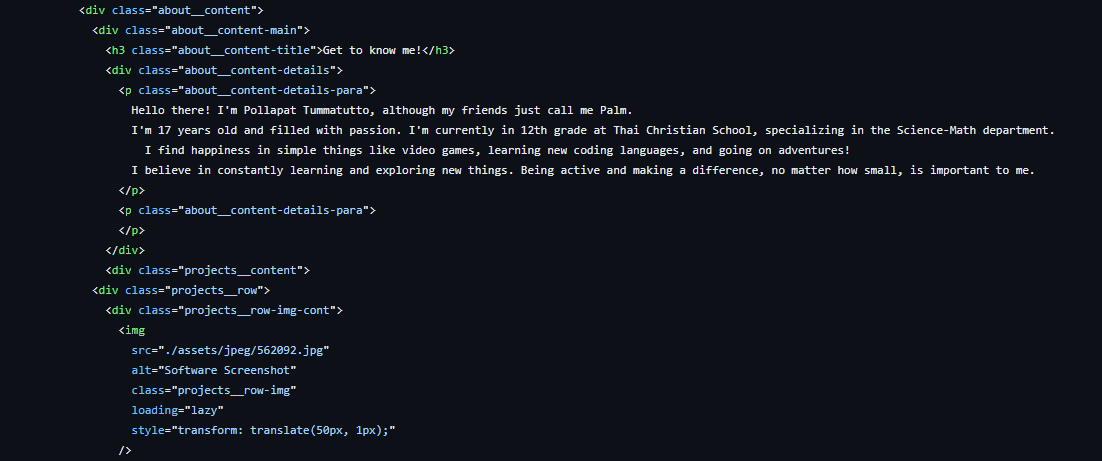 <div class="about__content">
<div class="about__content-main">
<h3 class="about__content-title">Get to know me!</h3>
<div class="about__content-details">
<p class="about__content-details-para">
Hello there! I'm Pollapat Tummatutto, although my friends just call me Palm.
I'm 17 years old and filled with passion. I'm currently in 12th grade at Thai Christian School, specializing in the Science-Math department.
I find happiness in simple things like video games, learning new coding languages, and going on adventures!
I believe in constantly learning and exploring new things. Being active and making a difference, no matter how small, is important to me.
</p>
<p class="about__content-details-para">
</p>
</div>
<div class="projects__content">
<div class="projects__row">
<div class="projects__row-img-cont">
<img
src="./assets/jpeg/562092.jpg"
alt="Software Screenshot"
class="projects__row-img"
loading="lazy"
style="transform: translate(50px, 1px);"
/>